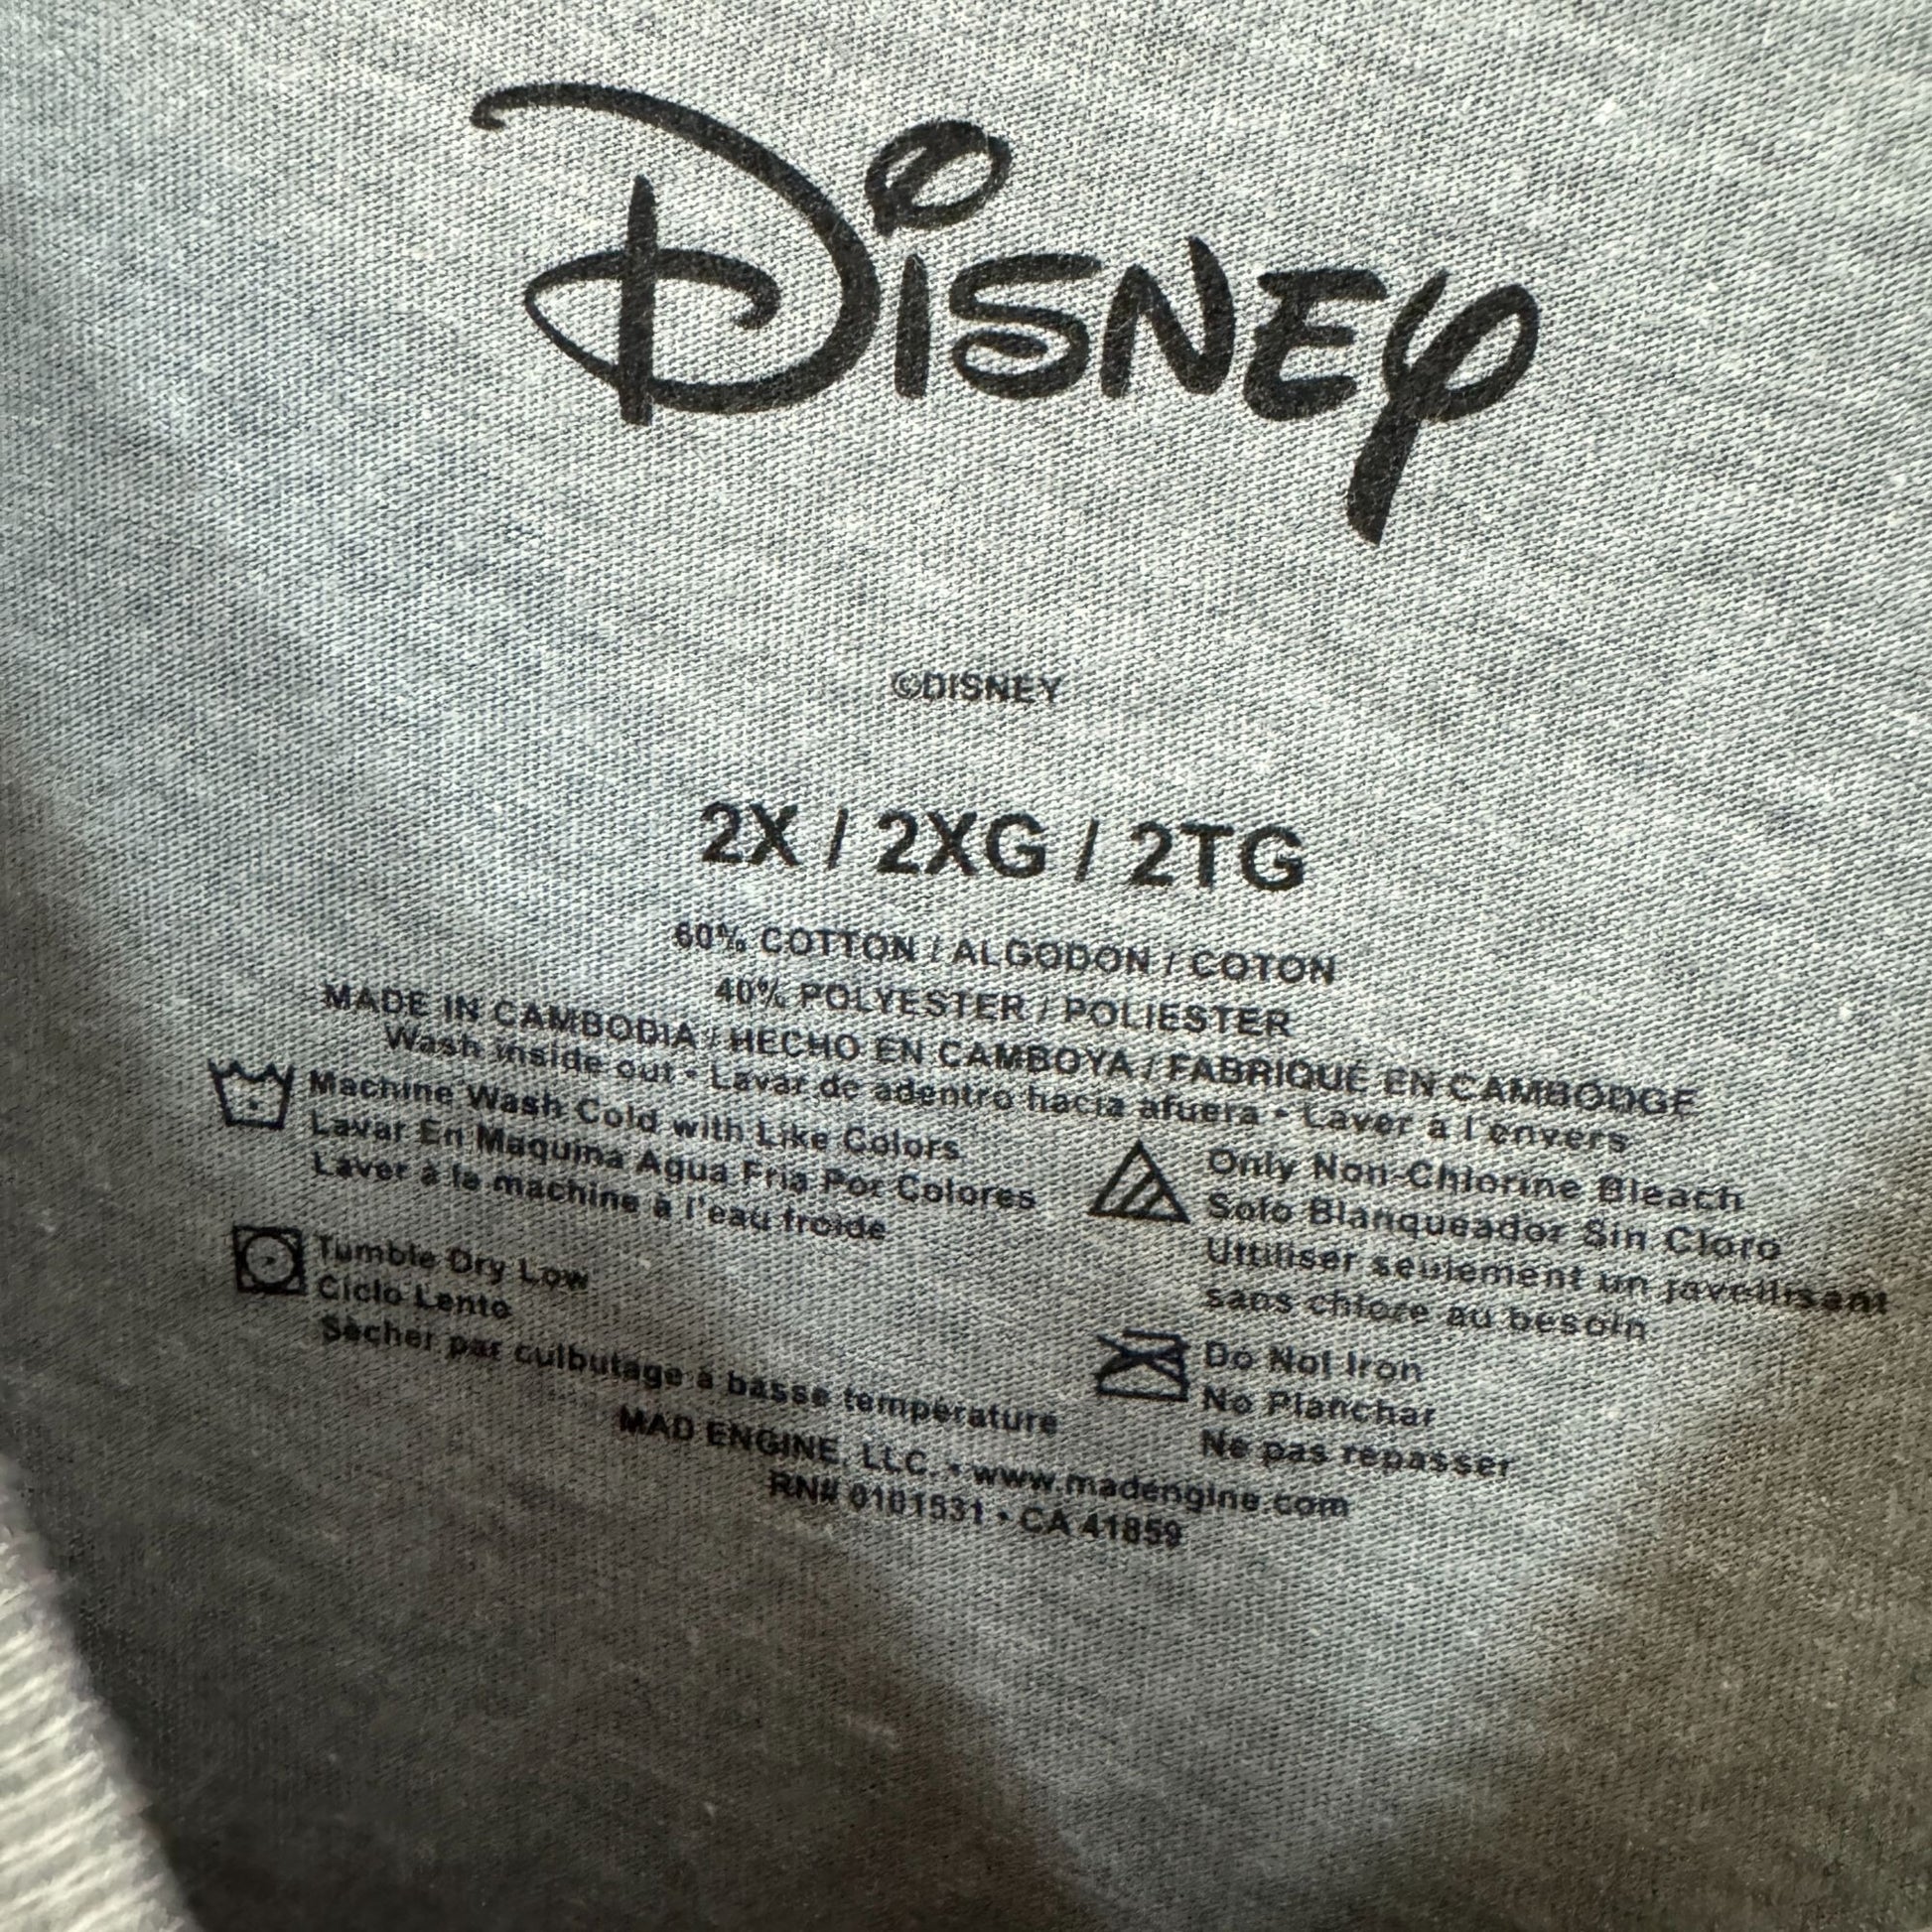 Disney
©DISNEY
2X / 2XG / 2TG
60% COTTON / ALGODON / COTON
40% POLYESTER / POLIESTER
MADE IN CAMBODIA / HECHO EN CAMBOYA / FABRIQUÉ EN CAMBODGE
Wash inside out • Lavar de adentro hacia afuera • Laver à l'envers
Machine Wash Cold with Like Colors
Lavar En Maquina Agua Fria Por Colores
Laver à la machine à l'eau froide
Only Non-Chlorine Bleach
Solo Blanqueador Sin Cloro
Uttiliser seulement un javellisant
sans chlore au besoin
Tumble Dry Low
Ciclo Lento
Sècher par culbutage à basse température
Do Not Iron
No Planchar
Ne pas repasser
MAD ENGINE, LLC. • www.madengine.com
RN# 0101531 • CA 41859